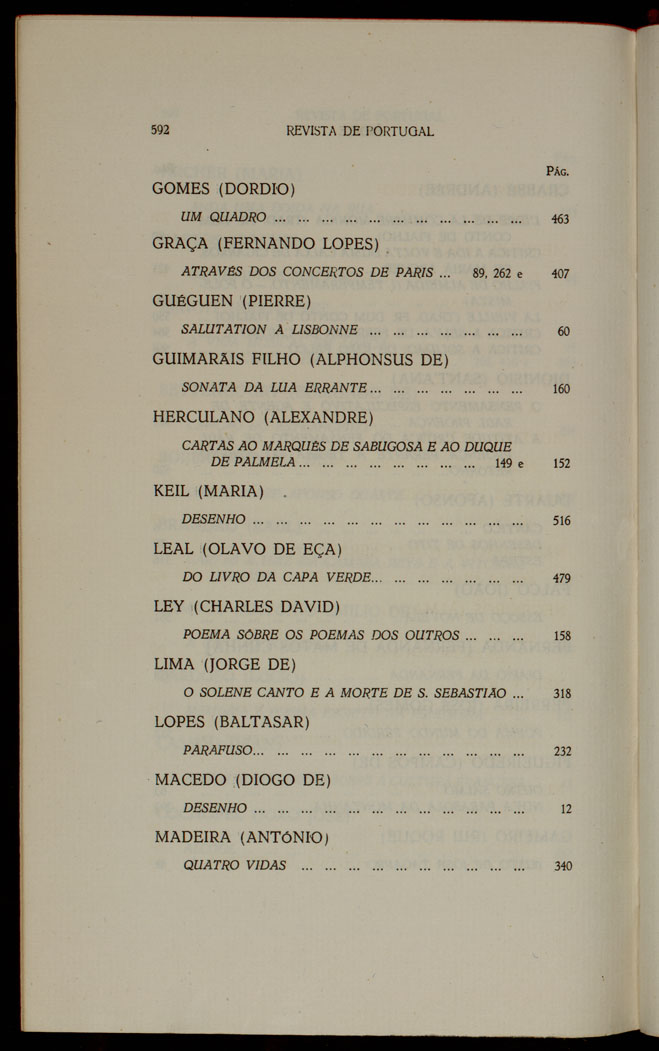 592 REVISTA DE PORTUGAL
PÁG.
GOMES (DORDIO)
UM QUADRO ... ... ... ... ... ... ... ... ... ... ... 463
GRAÇA (FERNANDO LOPES)
ATRAVÉS DOS CONCERTOS DE PARIS ... 89, 262 e 407
GUÉGUEN (PIERRE)
SALUTATION A LISBONNE ... ... ... ... ... ... ... 60
GUIMARAIS FILHO (ALPHONSUS DE)
SONATA DA LUA ERRANTE ... ... ... ... ... ... ... 160
HERCULANO (ALEXANDRE)
CARTAS AO MARQUÊS DE SABUGOSA E AO DUQUE
DE PALMELA ... ... ... ... ... ... ... ... 149 e 152
KEIL (MARIA)
DESENHO ... ... ... ... ... ... ... ... ... ... ... ... 516
LEAL (OLAVO DE EÇA)
DO LIVRO DA CAPA VERDE... ... ... ... ... ... ... 479
LEY (CHARLES DAVID)
POEMA SÔBRE OS POEMAS DOS OUTROS ... ... ... 158
LIMA (JORGE DE)
O SOLENE CANTO E A MORTE DE S. SEBASTIÃO ... 318
LOPES (BALTASAR)
PARAFUSO... ... ... ... ... ... ... ... ... ... ... ... 232
MACEDO (DIOGO DE)
DESENHO ... ... ... ... ... ... ... ... ... ... ... ... 12
MADEIRA (ANTÓNIO)
QUATRO VIDAS ... ... ... ... ... ... ... ... ... ... 340